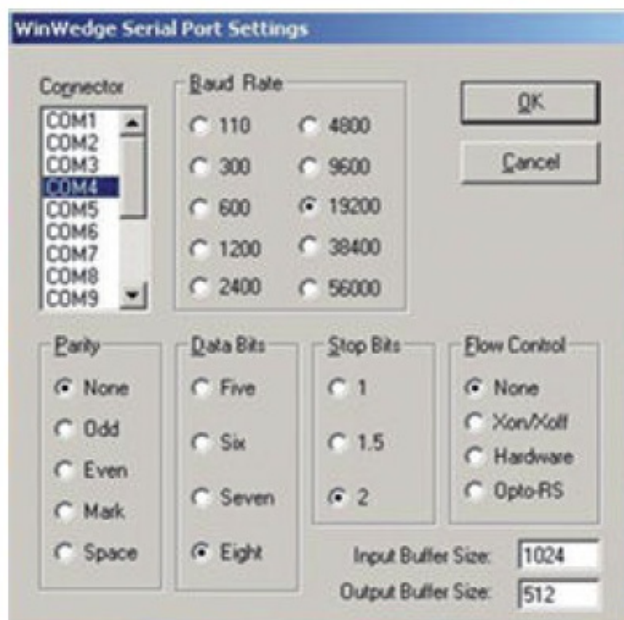 WinWedge Serial Port Settings
Connector
COM1
COM2
COM3
COM4
COM5
COM6
COM7
COM8
COM9
Baud Rate
110
300
600
1200
2400
4800
9600
19200
38400
56000
OK
Cancel
Parity
None
Odd
Even
Mark
Space
Data Bits
Five
Six
Seven
Eight
Stop Bits
1
1.5
2
Flow Control
None
Xon/Xoff
Hardware
Opto-RS
Input Buffer Size: 1024
Output Buffer Size: 512